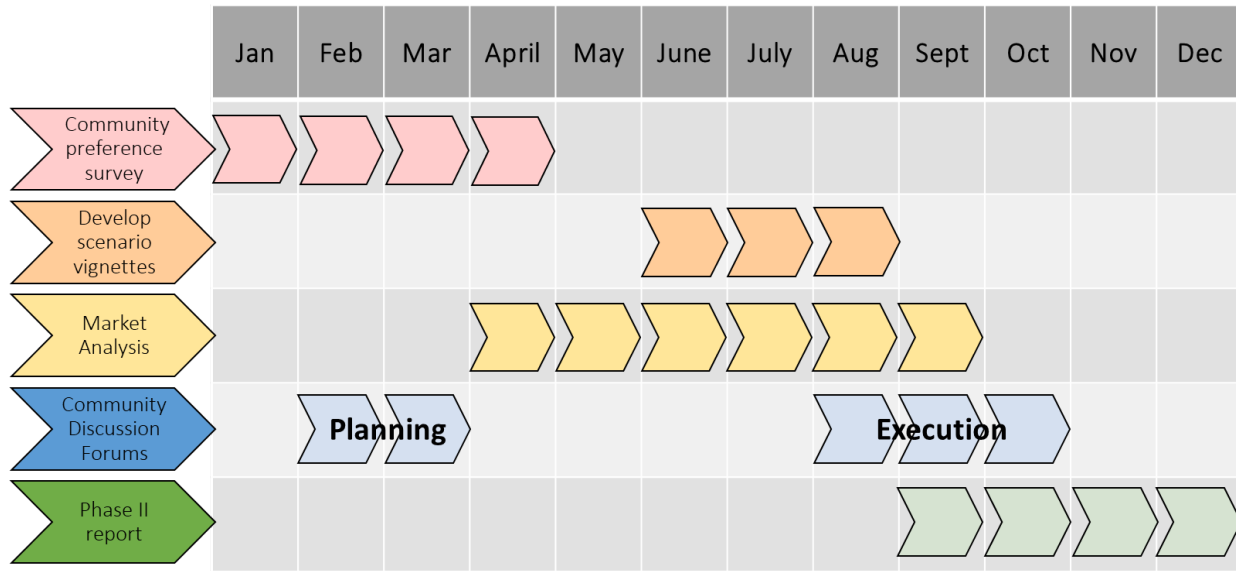 Jan Feb Mar April May June July Aug Sept Oct Nov Dec
Community
preference
survey
Develop
scenario
vignettes
Market
Analysis
Community
Discussion
Forums
Planning
Execution
Phase II
report